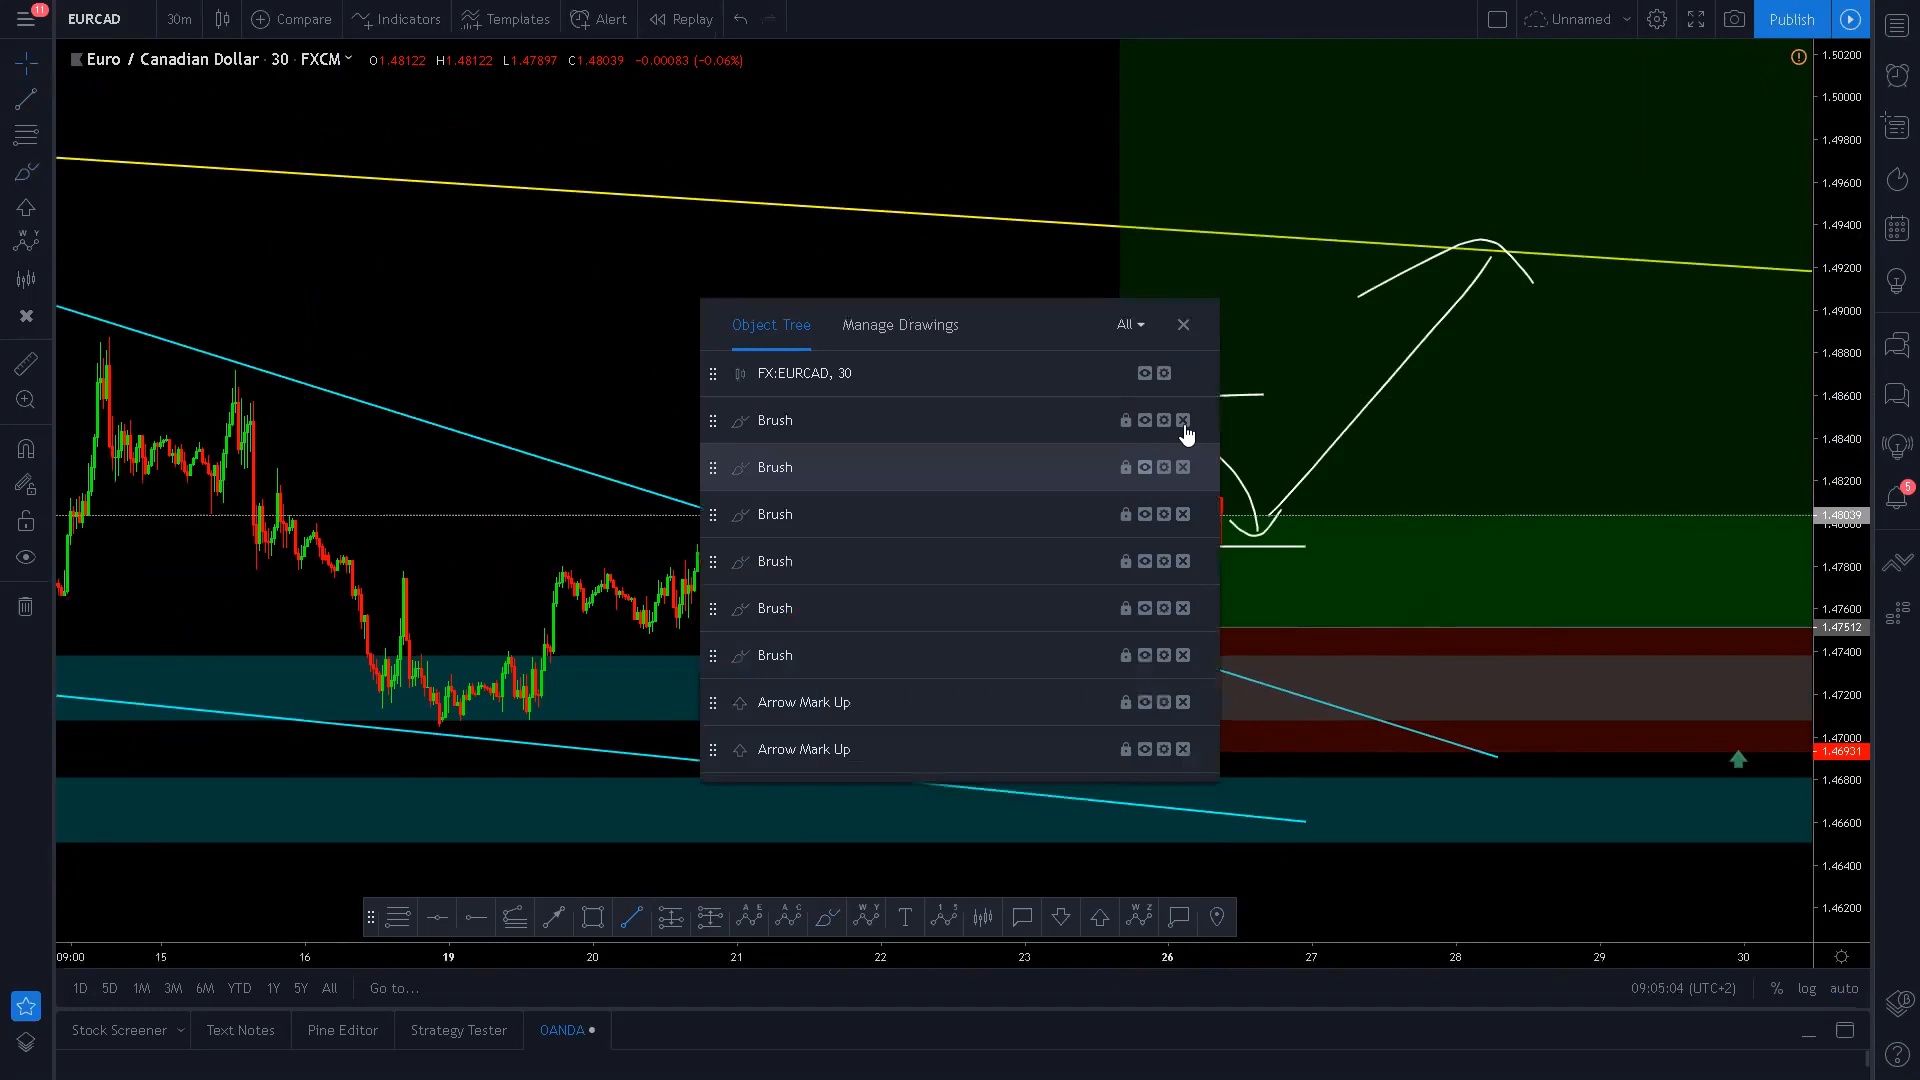 11
EURCAD
30m
Compare
Indicators
Templates
Alert
Replay
Unnamed
Publish
Euro / Canadian Dollar · 30 · FXCM
O1.48122 H1.48122 L1.47897 C1.48039 -0.00083 (-0.06%)
1.50200
1.50000
1.49800
1.49600
1.49400
1.49200
1.49000
1.48800
1.48600
1.48400
1.48200
1.48039
1.48000
1.47800
1.47600
1.47512
1.47400
1.47200
1.47000
1.46931
1.46800
1.46600
1.46400
1.46200
5
Object Tree
Manage Drawings
All
FX:EURCAD, 30
Brush
Brush
Brush
Brush
Brush
Brush
Arrow Mark Up
Arrow Mark Up
W Y
A E
A C
W Y
T
1 5
W Z
09:00 15 16 19 20 21 22 23 26 27 28 29 30
1D 5D 1M 3M 6M YTD 1Y 5Y All
Go to...
09:05:04 (UTC+2)
% log auto
Stock Screener
Text Notes
Pine Editor
Strategy Tester
OANDA